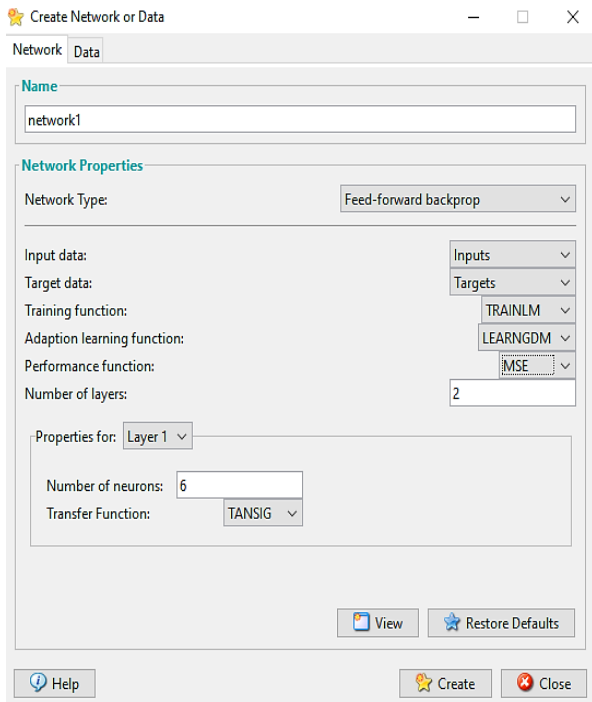 Create Network or Data
Network Data
Name
network1
Network Properties
Network Type: Feed-forward backprop
Input data: Inputs
Target data: Targets
Training function: TRAINLM
Adaption learning function: LEARNGDM
Performance function: MSE
Number of layers: 2
Properties for: Layer 1
Number of neurons: 6
Transfer Function: TANSIG
View Restore Defaults
Help Create Close